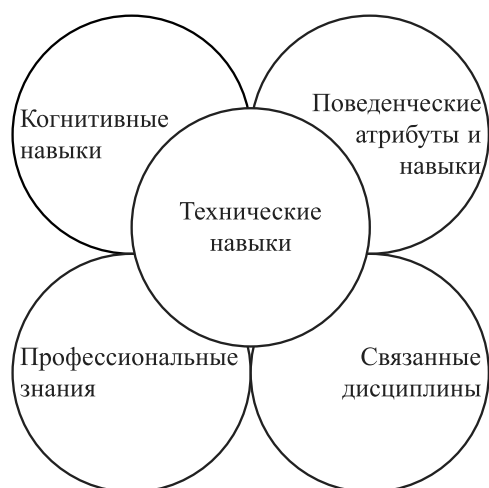 Когнитивные
навыки
Поведенческие
атрибуты и
навыки
Технические
навыки
Профессиональные
знания
Связанные
дисциплины